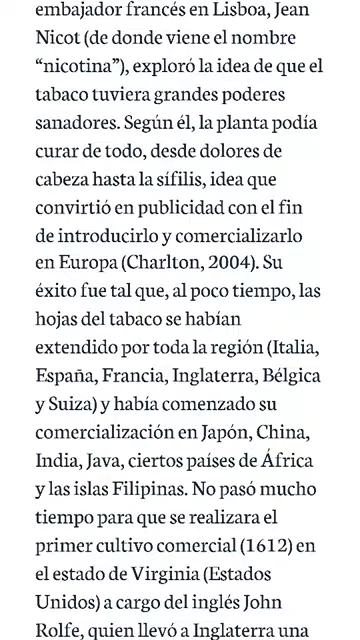 embajador francés en Lisboa, Jean
Nicot (de donde viene el nombre
“nicotina”), exploró la idea de que el
tabaco tuviera grandes poderes
sanadores. Según él, la planta podía
curar de todo, desde dolores de
cabeza hasta la sífilis, idea que
convirtió en publicidad con el fin
de introducirlo y comercializarlo
en Europa (Charlton, 2004). Su
éxito fue tal que, al poco tiempo, las
hojas del tabaco se habían
extendido por toda la región (Italia,
España, Francia, Inglaterra, Bélgica
y Suiza) y había comenzado su
comercialización en Japón, China,
India, Java, ciertos países de África
y las islas Filipinas. No pasó mucho
tiempo para que se realizara el
primer cultivo comercial (1612) en
el estado de Virginia (Estados
Unidos) a cargo del inglés John
Rolfe, quien llevó a Inglaterra una